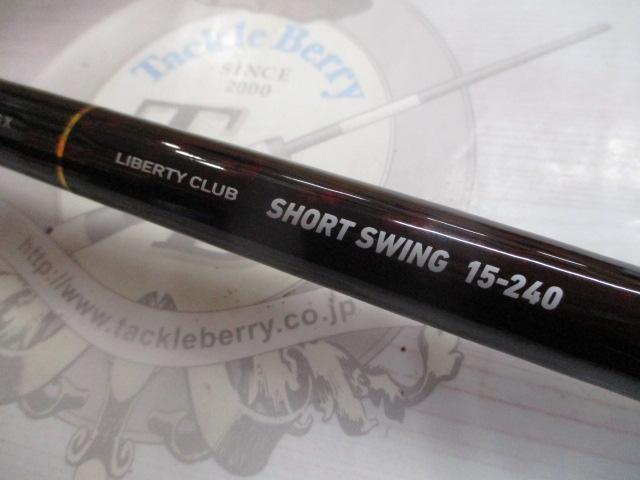 Tackle Berry
SINCE
2000
LIBERTY CLUB
SHORT SWING 15-240
http://www.tackleberry.co.jp